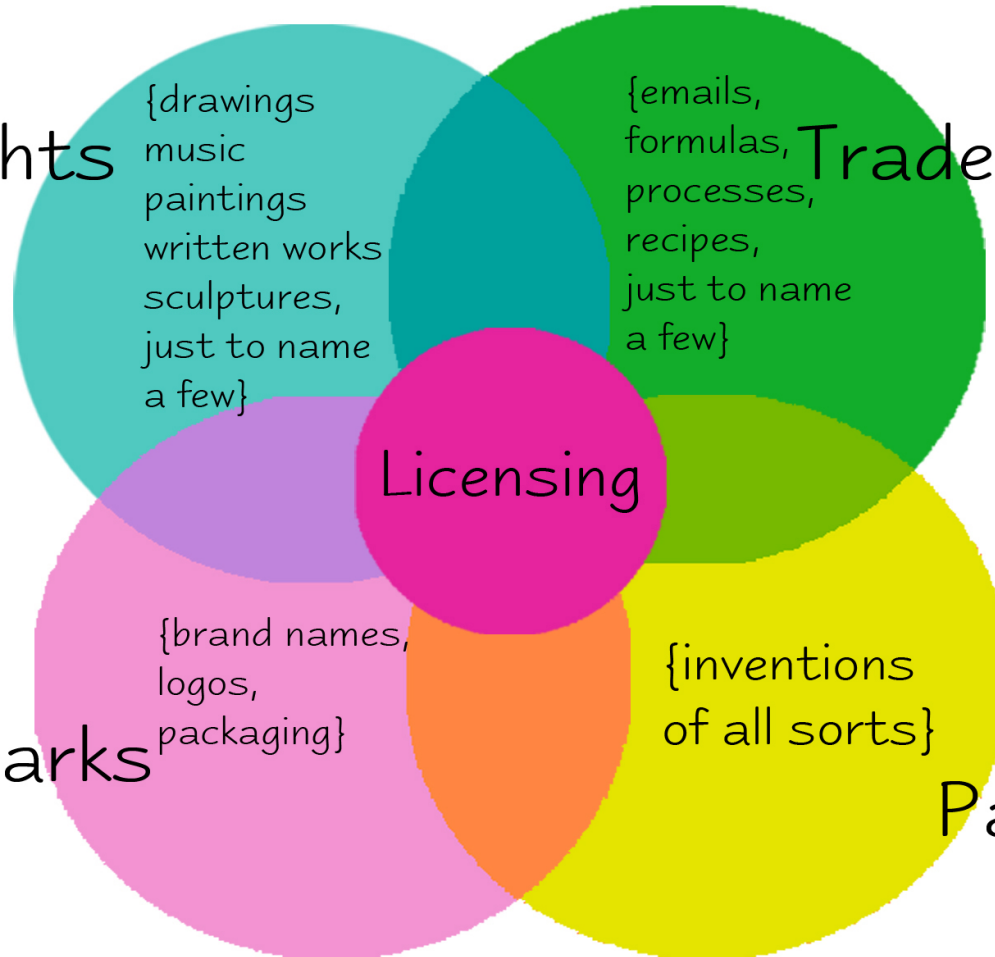 hts
{drawings
music
paintings
written works
sculptures,
just to name
a few}
Trade
{emails,
formulas,
processes,
recipes,
just to name
a few}
Licensing
arks
{brand names,
logos,
packaging}
{inventions
of all sorts}
Pa